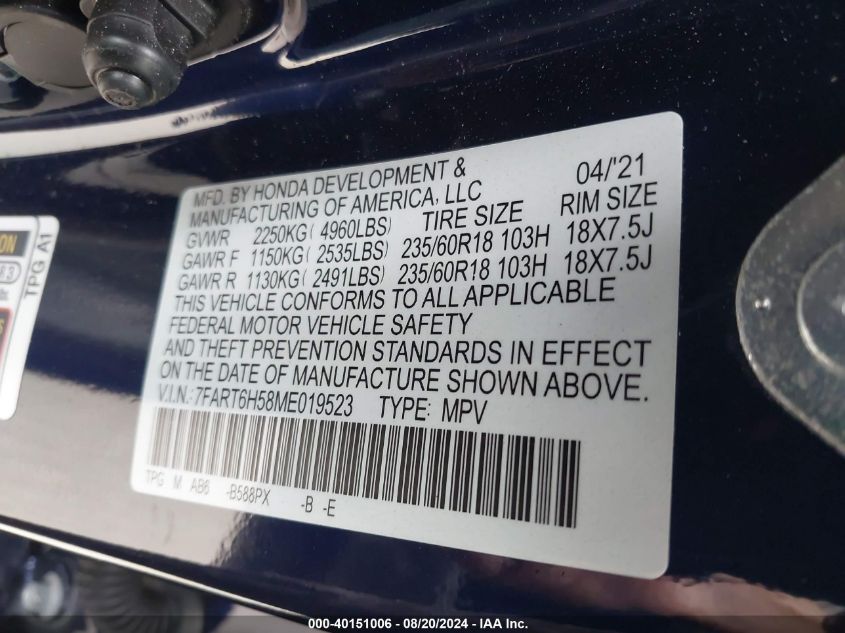 MFD. BY HONDA DEVELOPMENT & 04/'21
MANUFACTURING OF AMERICA, LLC
TIRE SIZE RIM SIZE
GVWR 2250KG( 4960LBS)
GAWR F 1150KG( 2535LBS) 235/60R18 103H 18X7.5J
GAWR R 1130KG( 2491LBS) 235/60R18 103H 18X7.5J
THIS VEHICLE CONFORMS TO ALL APPLICABLE
FEDERAL MOTOR VEHICLE SAFETY
AND THEFT PREVENTION STANDARDS IN EFFECT
ON THE DATE OF MANUFACTURE SHOWN ABOVE.
V.I.N.: 7FART6H58ME019523 TYPE: MPV
TPG M AB6 -B588PX -B -E
TPG A1
000-40151006 - 08/20/2024 - IAA Inc.